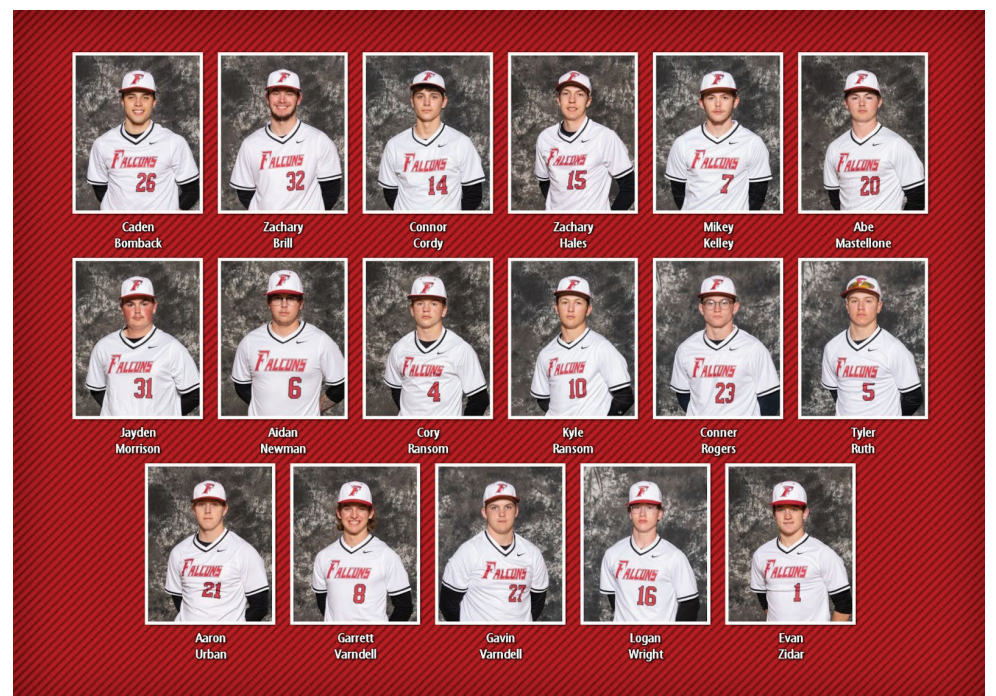 F F F F F F
FALCONS 26
FALCONS 32
FALCONS 14
FALCONS 15
FALCONS 7
FALCONS 20
Caden Zachary Connor Zachary Mikey Abe
Bomback Brill Cordy Hales Kelley Mastellone
F F F F F
FALCONS 31
FALCONS 6
FALCONS 4
FALCONS 10
FALCONS 23
FALCONS 5
Jayden Aidan Cory Kyle Conner Tyler
Morrison Newman Ransom Ransom Rogers Ruth
F F F F F
FALCONS 21
FALCONS 8
FALCONS 27
FALCONS 16
FALCONS 1
Aaron Garrett Gavin Logan Evan
Urban Varndell Varndell Wright Zidar